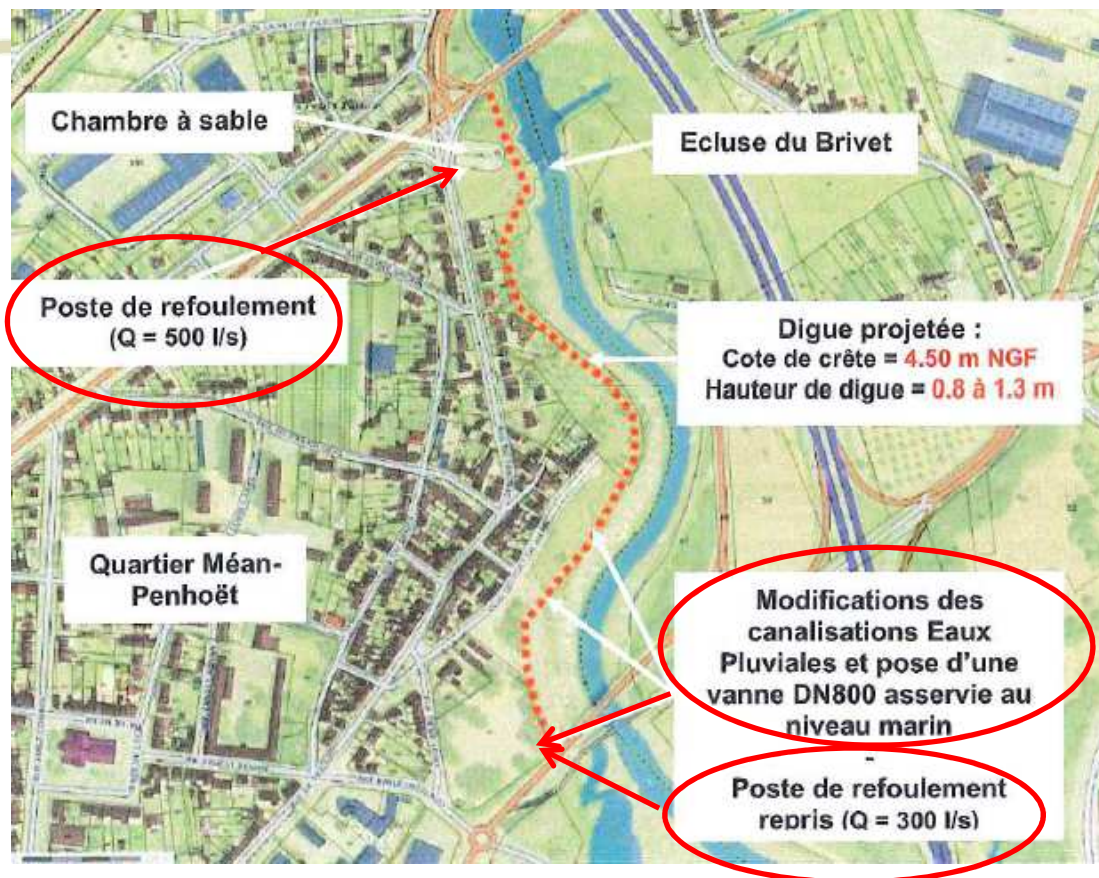 Chambre à sable
Ecluse du Brivet
Poste de refoulement
(Q = 500 l/s)
Digue projetée :
Cote de crête = 4.50 m NGF
Hauteur de digue = 0.8 à 1.3 m
Quartier Méan-
Penhoët
Modifications des
canalisations Eaux
Pluviales et pose d'une
vanne DN800 asservie au
niveau marin
-
Poste de refoulement
repris (Q = 300 l/s)